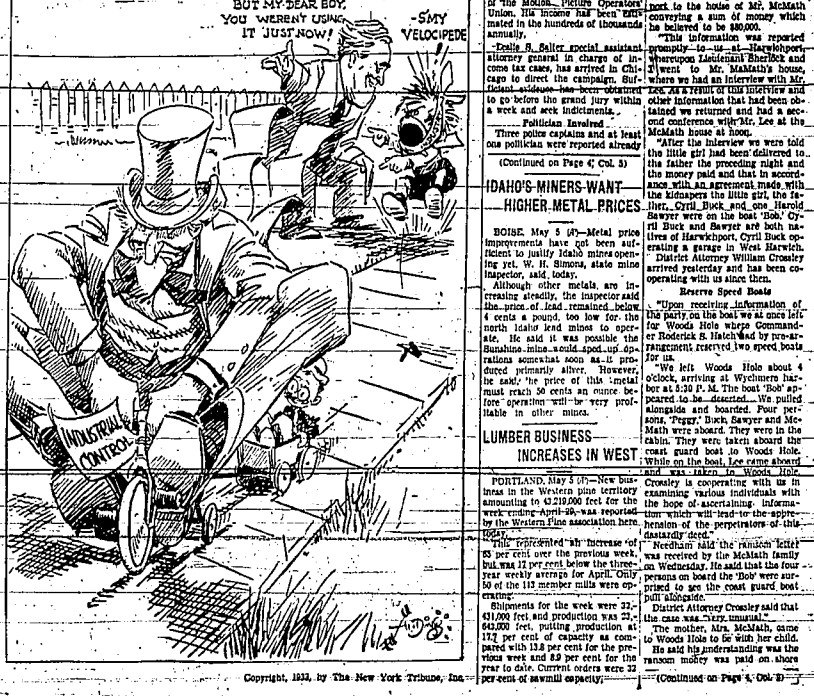 BUT MY DEAR BOY,
YOU WEREN'T USING
IT JUST NOW!
-S'MY
VELOCIPEDE
!
INDUSTRIAL
CONTROL
Copyright, 1933, by The New York Tribune, Inc.
of the Motion Picture Operators'
Union. His income has been esti-
mated in the hundreds of thousands
annually.
Leslie E. Salter special assistant
attorney general in charge of in-
come tax cases, has arrived in Chi-
cago to direct the campaign. Suf-
ficient evidence has been obtained
to go before the grand jury within
a week and seek indictments.
Politician Involved
Three police captains and at least
one politician were reported already
(Continued on Page 4, Col. 5)
IDAHO'S MINERS WANT
HIGHER METAL PRICES
BOISE, May 5 (P)—Metal price
improvements have not been suf-
ficient to justify Idaho mines open-
ing yet, W. H. Simons, state mine
inspector, said today.
Although other metals, are in-
creasing steadily, the inspector said
the price of lead remained below
4 cents a pound, too low for the
north Idaho lead mines to oper-
ate. He said it was possible the
Sunshine mine would sped up op-
erations somewhat soon as it pro-
duced primarily silver. However,
he said, the price of this metal
must reach 50 cents an ounce be-
fore operation will be very prof-
itable in other mines.
LUMBER BUSINESS
INCREASES IN WEST
PORTLAND, May 5 (P)—New bus-
iness in the Western pine territory
amounting to 43,219,000 feet for the
week ending April 29, was reported
by the Western Pine association here
today.
This represented an increase of
63 per cent over the previous week,
but was 17 per cent below the three-
year weekly average for April. Only
50 of the 113 member mills were op-
erating.
Shipments for the week were 32,-
431,000 feet and production was 23,-
643,000 feet, putting production at
17.7 per cent of capacity as com-
pared with 13.8 per cent for the pre-
vious week and 8.9 per cent for the
year to date. Current orders were 32
per cent of sawmill capacity.
port to the house of Mr. McMath
conveying a sum of money which
he believed to be $80,000.
"This information was reported
promptly to us at Harwichport,
whereupon Lieutenant Sherlock and
I went to Mr. McMath's house,
where we had an interview with Mr.
Lee. As a result of this interview and
other information that had been ob-
tained we returned and had a sec-
ond conference with Mr. Lee at the
McMath house at noon.
"After the interview we were told
the little girl had been delivered to
the father the preceding night and
the money paid and that in accord-
ance with an agreement made with
the kidnapers the little girl, the fa-
ther, Cyril Buck and one Harold
Sawyer were on the boat 'Bob.' Cy-
ril Buck and Sawyer are both na-
tives of Harwichport, Cyril Buck op-
erating a garage in West Harwich.
District Attorney William Crossley
arrived yesterday and has been co-
operating with us since then.
Reserve Speed Boats
"Upon receiving information of
the party on the boat we at once left
for Woods Hole where Command-
er Roderick S. Hatch had by pre-ar-
rangement reserved two speed boats
for us.
"We left Woods Hole about 4
o'clock, arriving at Wychmere har-
bor at 5:30 P. M. The boat 'Bob' ap-
peared to be deserted. We pulled
alongside and boarded. Four per-
sons, 'Peggy,' Buck, Sawyer and Mc-
Math were aboard. They were in the
cabin. They were taken aboard the
coast guard boat to Woods Hole.
While on the boat, Lee came aboard
and was taken to Woods Hole.
Crossley is cooperating with us in
examining various individuals with
the hope of ascertaining informa-
tion which will lead to the appre-
hension of the perpetrators of this
dastardly deed."
Needham said the ransom letter
was received by the McMath family
on Wednesday. He said that the four
persons on board the 'Bob' were sur-
prised to see the coast guard boat
pull alongside.
District Attorney Crossley said that
the case was "very unusual."
The mother, Mrs. McMath, came
to Woods Hole to be with her child.
He said his understanding was the
ransom money was paid on shore
(Continued on Page 4, Col. 3)